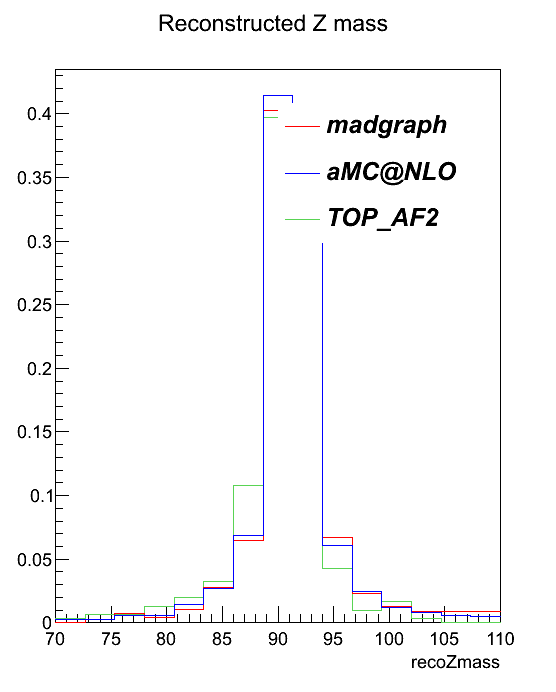 Reconstructed Z mass
0.4
0.35
0.3
0.25
0.2
0.15
0.1
0.05
0
madgraph
aMC@NLO
TOP_AF2
70 75 80 85 90 95 100 105 110
recoZmass